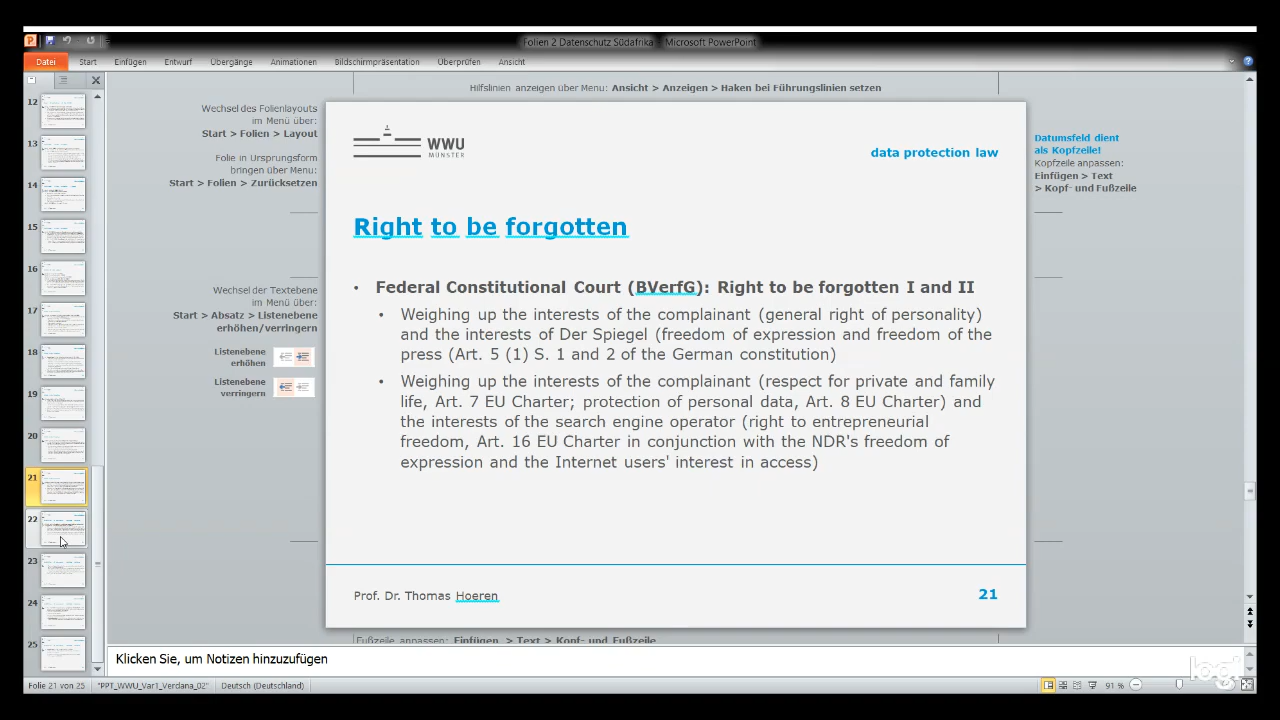 Folien 2 Datenschutz Südafrika - Microsoft PowerPoint
Datei Start Einfügen Entwurf Übergänge Animationen Bildschirmpräsentation Überprüfen Ansicht
Hilfslinien anzeigen über Menu: Ansicht > Anzeigen > Haken bei Führungslinien setzen
Wechsel des Folienlayouts
im Menü über:
Start > Folien > Layout
Folie in Ursprungsform
bringen über Menu:
Start > Folien > Zurücksetzen
Wechsel der Textebene
im Menü über:
Start > Absatz > Listenebene
erhöhen/verringern
Listenebene
erhöhen
Listenebene
verringern
WWU
MÜNSTER
data protection law
Datumsfeld dient
als Kopfzeile!
Kopfzeile anpassen:
Einfügen > Text
> Kopf- und Fußzeile
Right to be forgotten
• Federal Constitutional Court (BVerfG): Right to be forgotten I and II
• Weighing up the interests of the complainant (general right of personality)
and the interests of Der Spiegel (freedom of expression and freedom of the
press (Art. 5 (1) S. 1 and 2 of the German constitution)
• Weighing up the interests of the complainant (respect for private and family
life, Art. 7 EU Charter; protection of personal data, Art. 8 EU Charter) and
the interests of the search engine operator (right to entrepreneurial
freedom, Art. 16 EU Charter in conjunction with the NDR's freedom of
expression and the Internet users' interest in access)
Prof. Dr. Thomas Hoeren
21
Fußzeile anpassen: Einfügen > Text > Kopf- und Fußzeile
12
13
14
15
16
17
18
19
20
21
22
23
24
25
Klicken Sie, um Notizen hinzuzufügen
Folie 21 von 25 "PPT_WWU_Var1_Verdana_02" Deutsch (Deutschland) 91 %
logi